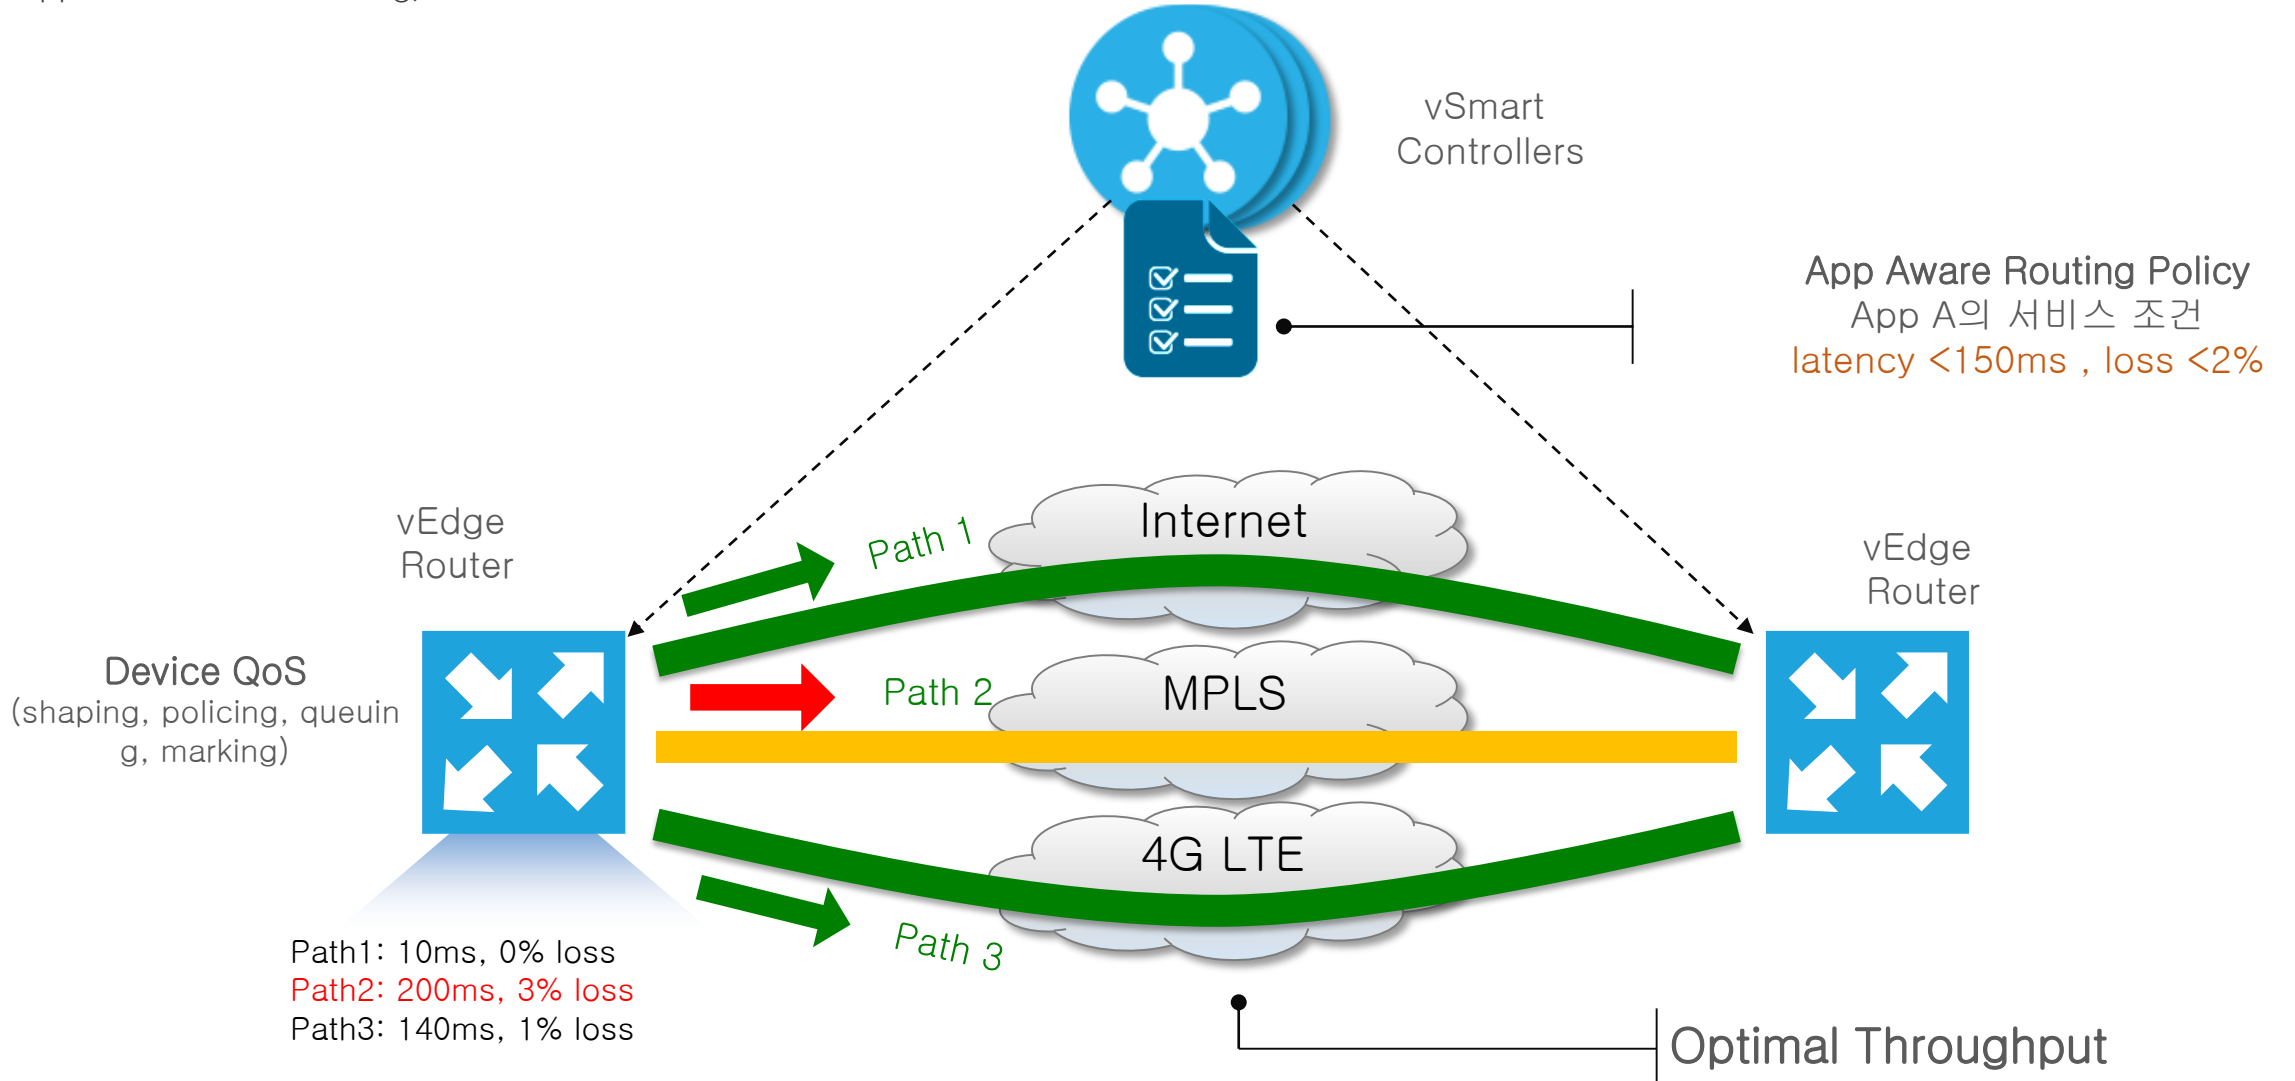 vSmart
Controllers
App Aware Routing Policy
App A의 서비스 조건
latency <150ms , loss <2%
vEdge
Router
Path 1
Internet
vEdge
Router
Device QoS
(shaping, policing, queuin
g, marking)
Path 2
MPLS
4G LTE
Path 3
Path1: 10ms, 0% loss
Path2: 200ms, 3% loss
Path3: 140ms, 1% loss
Optimal Throughput